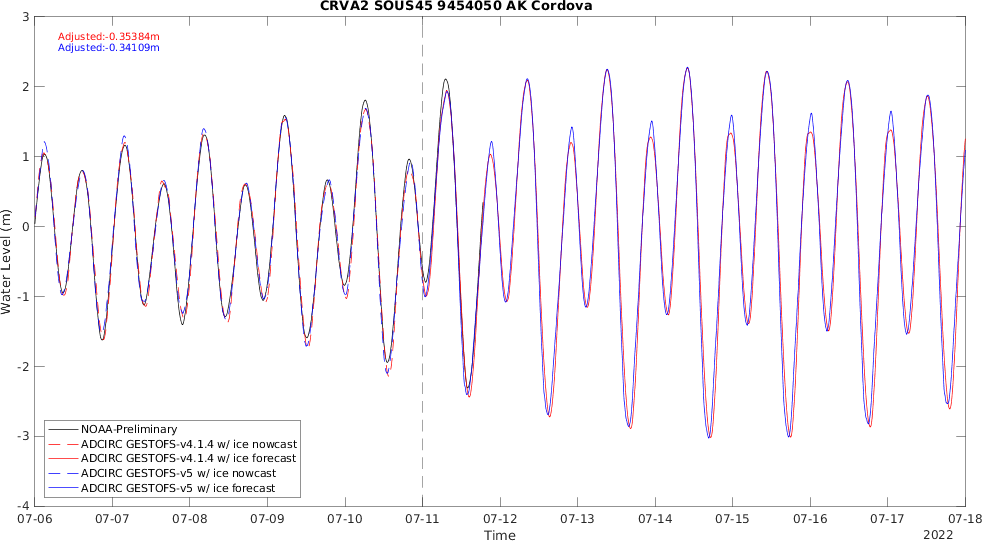 CRVA2 SOUS45 9454050 AK Cordova
Adjusted:-0.35384m
Adjusted:-0.34109m
3
2
1
0
-1
-2
-3
-4
Water Level (m)
NOAA-Preliminary
ADCIRC GESTOFS-v4.1.4 w/ ice nowcast
ADCIRC GESTOFS-v4.1.4 w/ ice forecast
ADCIRC GESTOFS-v5 w/ ice nowcast
ADCIRC GESTOFS-v5 w/ ice forecast
07-06 07-07 07-08 07-09 07-10 07-11 07-12 07-13 07-14 07-15 07-16 07-17 07-18
Time
2022